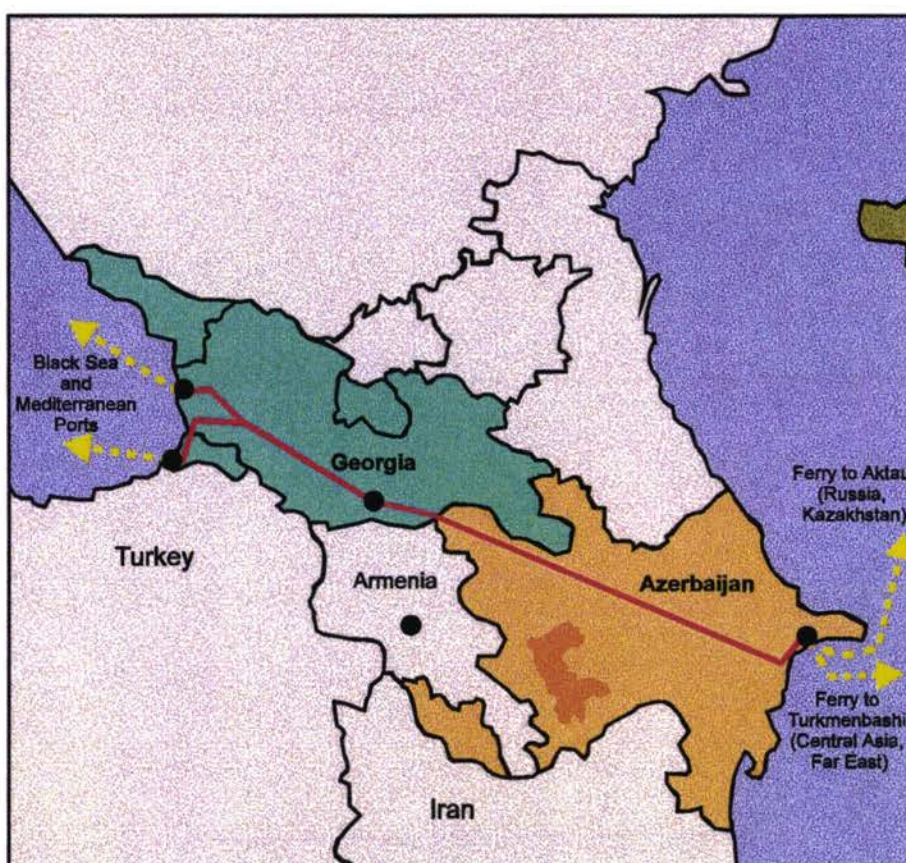 Black Sea
and
Mediterranean
Ports
Georgia
Ferry to Aktau
(Russia,
Kazakhstan)
Turkey
Armenia
Azerbaijan
Ferry to
Turkmenbashi
(Central Asia,
Far East)
Iran